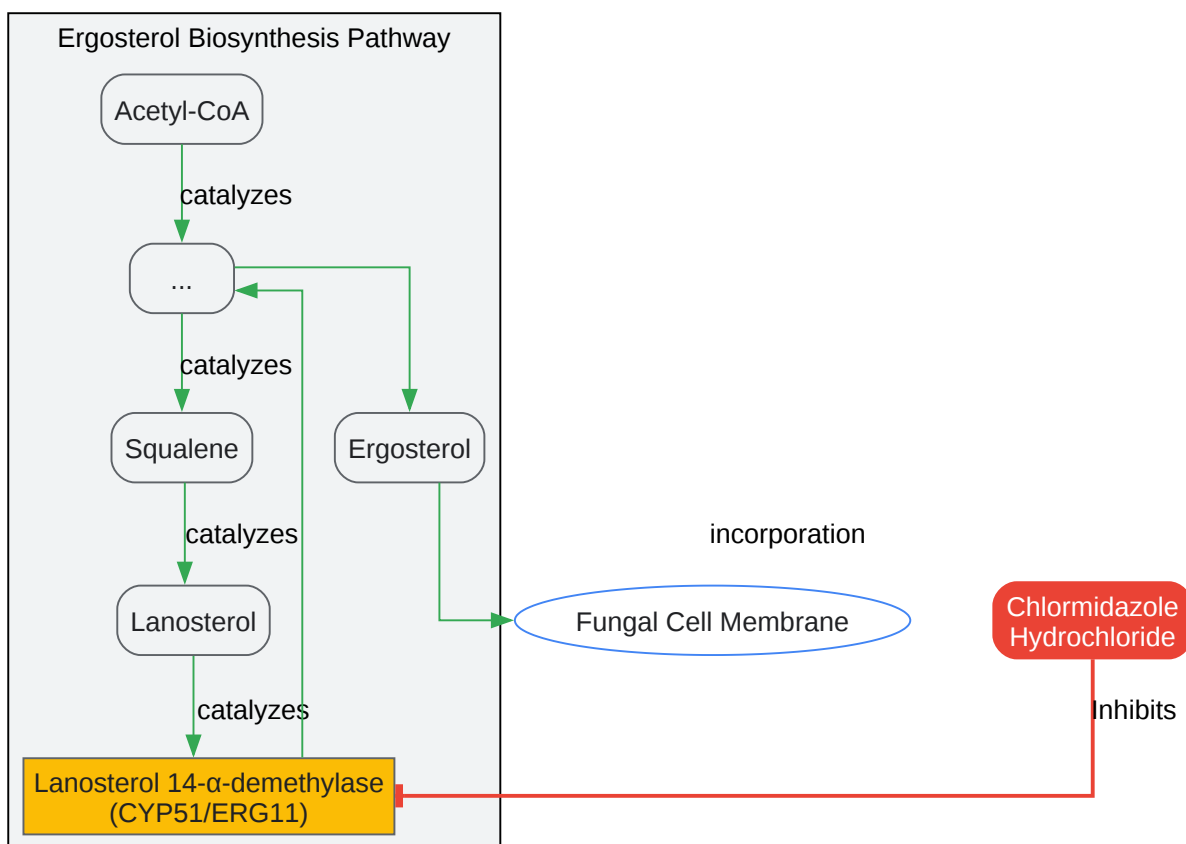 Ergosterol Biosynthesis Pathway
Acetyl-CoA
catalyzes
...
catalyzes
Squalene
Ergosterol
catalyzes
incorporation
Lanosterol
Fungal Cell Membrane
Chlormidazole
Hydrochloride
catalyzes
Inhibits
Lanosterol 14-α-demethylase
(CYP51/ERG11)